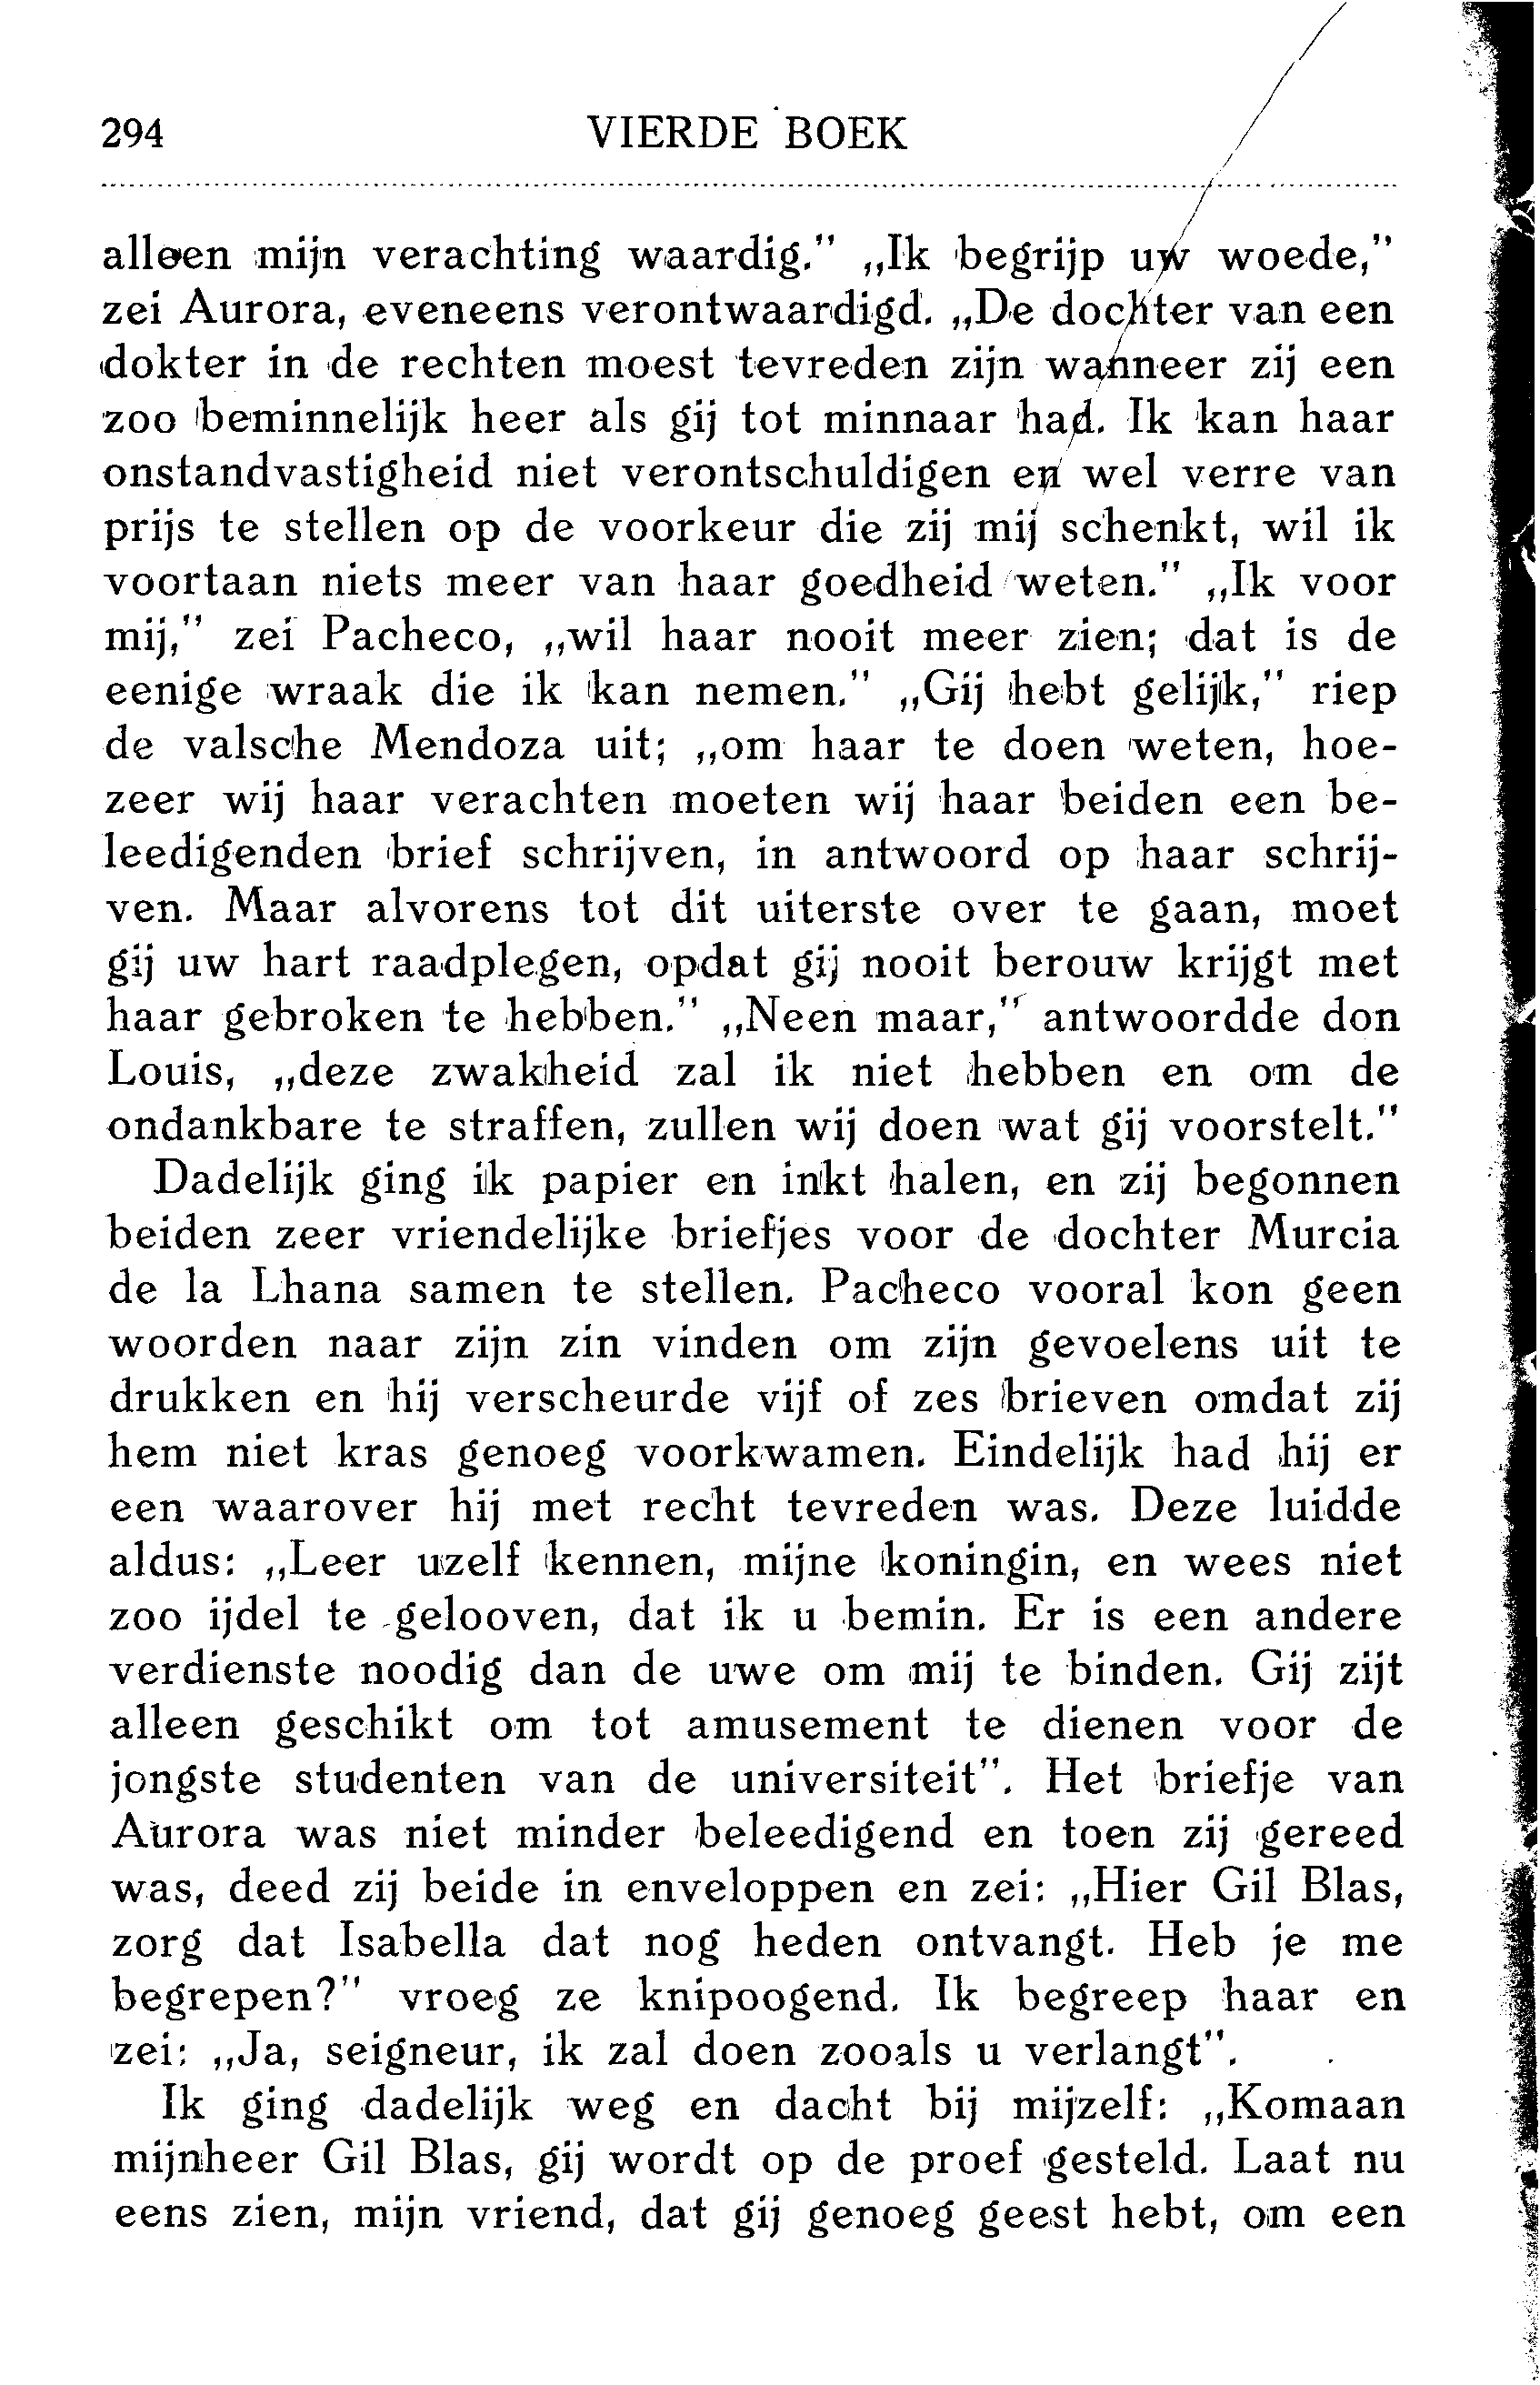 294 VIERDE BOEK
alleen mijn verachting waardig." „Ik begrijp uw woede,"
zei Aurora, eveneens verontwaardigd. „De dochter van een
dokter in de rechten moest tevreden zijn wanneer zij een
zoo beminnelijk heer als gij tot minnaar had. Ik kan haar
onstandvastigheid niet verontschuldigen en wel verre van
prijs te stellen op de voorkeur die zij mij schenkt, wil ik
voortaan niets meer van haar goedheid weten." „Ik voor
mij," zei Pacheco, „wil haar nooit meer zien; dat is de
eenige wraak die ik kan nemen." „Gij hebt gelijk," riep
de valsche Mendoza uit; „om haar te doen weten, hoe-
zeer wij haar verachten moeten wij haar beiden een be-
leedigenden brief schrijven, in antwoord op haar schrij-
ven. Maar alvorens tot dit uiterste over te gaan, moet
gij uw hart raadplegen, opdat gij nooit berouw krijgt met
haar gebroken te hebben." „Neen maar," antwoordde don
Louis, „deze zwakheid zal ik niet hebben en om de
ondankbare te straffen, zullen wij doen wat gij voorstelt."
Dadelijk ging ik papier en inkt halen, en zij begonnen
beiden zeer vriendelijke briefjes voor de dochter Murcia
de la Lhana samen te stellen. Pacheco vooral kon geen
woorden naar zijn zin vinden om zijn gevoelens uit te
drukken en hij verscheurde vijf of zes brieven omdat zij
hem niet kras genoeg voorkwamen. Eindelijk had hij er
een waarover hij met recht tevreden was. Deze luidde
aldus: „Leer uzelf kennen, mijne koningin, en wees niet
zoo ijdel te gelooven, dat ik u bemin. Er is een andere
verdienste noodig dan de uwe om mij te binden. Gij zijt
alleen geschikt om tot amusement te dienen voor de
jongste studenten van de universiteit". Het briefje van
Aurora was niet minder beleedigend en toen zij gereed
was, deed zij beide in enveloppen en zei: „Hier Gil Blas,
zorg dat Isabella dat nog heden ontvangt. Heb je me
begrepen?" vroeg ze knipoogend. Ik begreep haar en
zei: „Ja, seigneur, ik zal doen zooals u verlangt".
Ik ging dadelijk weg en dacht bij mijzelf: „Komaan
mijnheer Gil Blas, gij wordt op de proef gesteld. Laat nu
eens zien, mijn vriend, dat gij genoeg geest hebt, om een